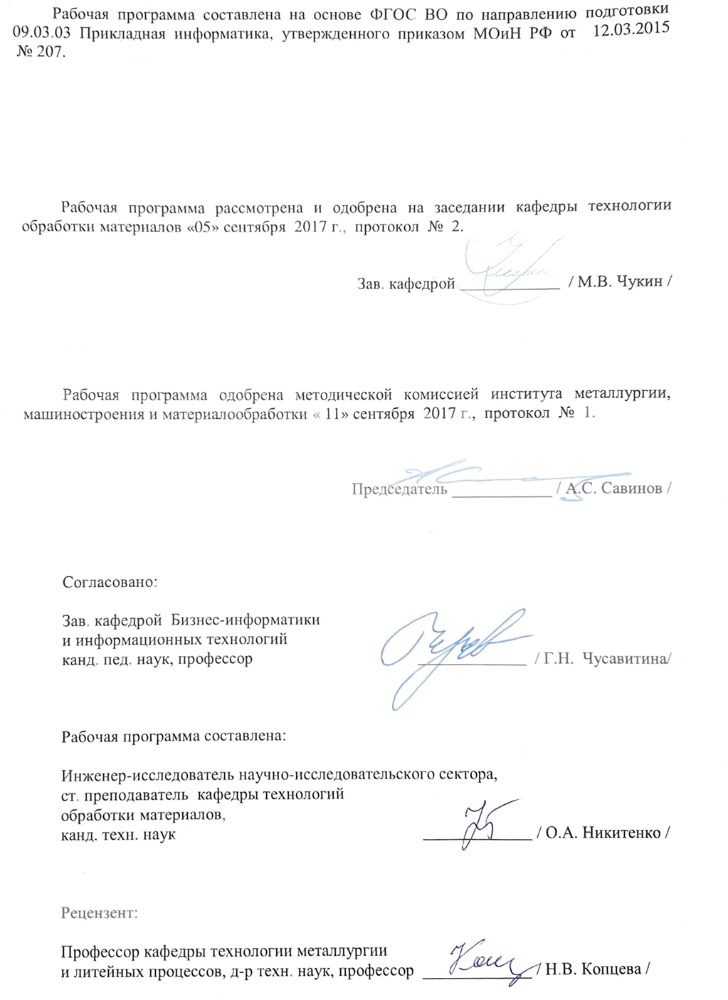 Рабочая программа составлена на основе ФГОС ВО по направлению подготовки
09.03.03 Прикладная информатика, утвержденного приказом МОиН РФ от 12.03.2015
№ 207.
Рабочая программа рассмотрена и одобрена на заседании кафедры технологии
обработки материалов «05» сентября 2017 г., протокол № 2.
Зав. кафедрой ____________ / М.В. Чукин /
Рабочая программа одобрена методической комиссией института металлургии,
машиностроения и материалообработки « 11» сентября 2017 г., протокол № 1.
Председатель ____________ / А.С. Савинов /
Согласовано:
Зав. кафедрой Бизнес-информатики
и информационных технологий
канд. пед. наук, профессор ____________ / Г.Н. Чусавитина/
Рабочая программа составлена:
Инженер-исследователь научно-исследовательского сектора,
ст. преподаватель кафедры технологий
обработки материалов,
канд. техн. наук ____________ / О.А. Никитенко /
Рецензент:
Профессор кафедры технологии металлургии
и литейных процессов, д-р техн. наук, профессор ____________ / Н.В. Копцева /